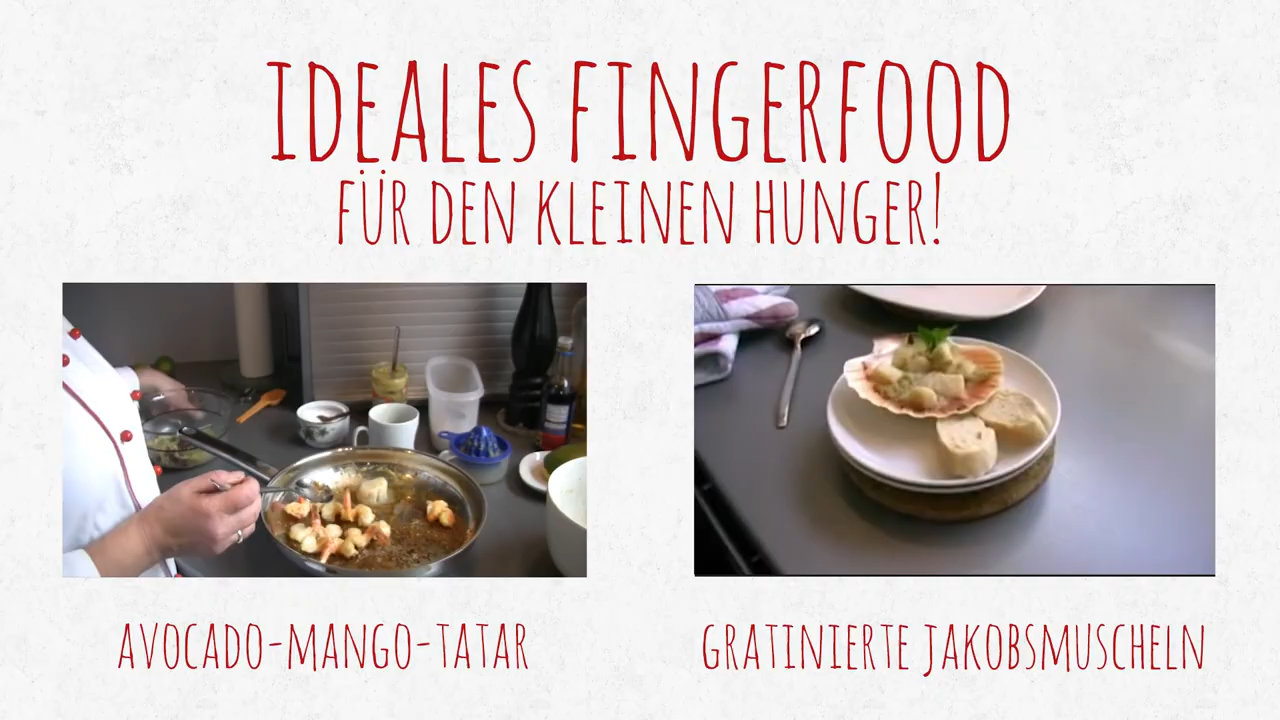 IDEALES FINGERFOOD
FÜR DEN KLEINEN HUNGER!
AVOCADO-MANGO-TATAR
GRATINIERTE JAKOBSMUSCHELN